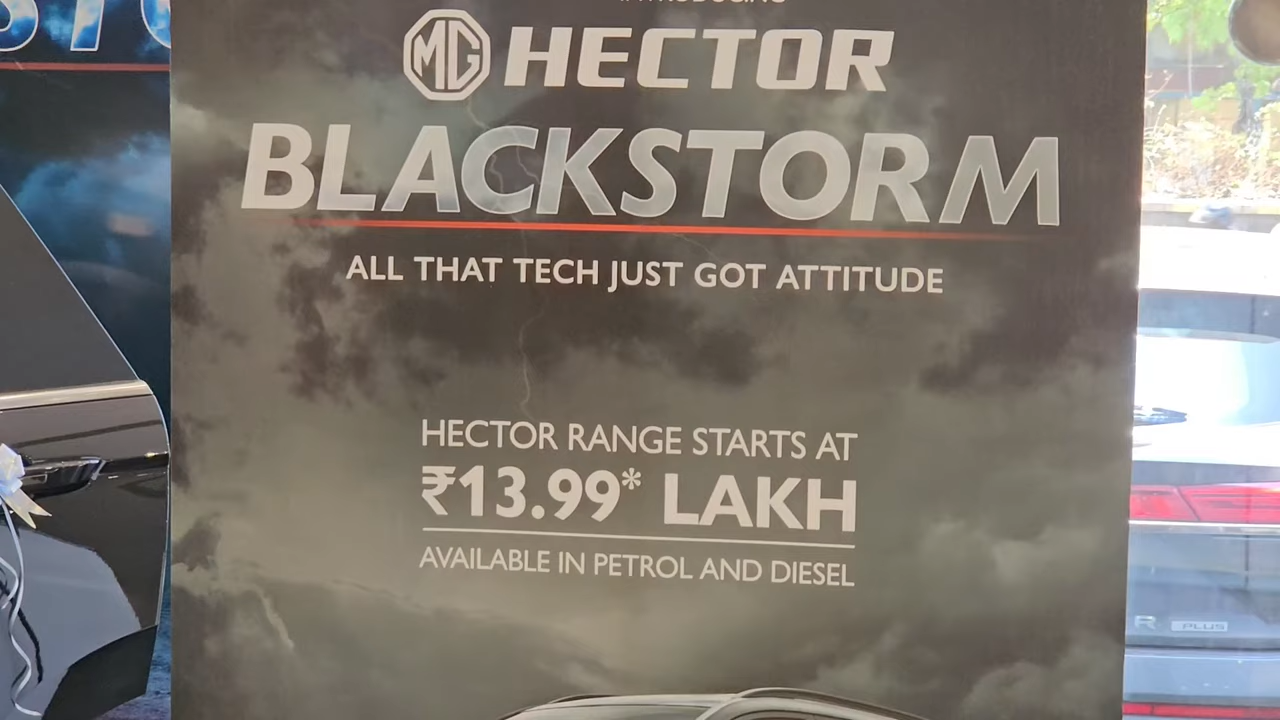 INTRODUCING
MG HECTOR
BLACKSTORM
ALL THAT TECH JUST GOT ATTITUDE
HECTOR RANGE STARTS AT
₹13.99* LAKH
AVAILABLE IN PETROL AND DIESEL
R PLUS